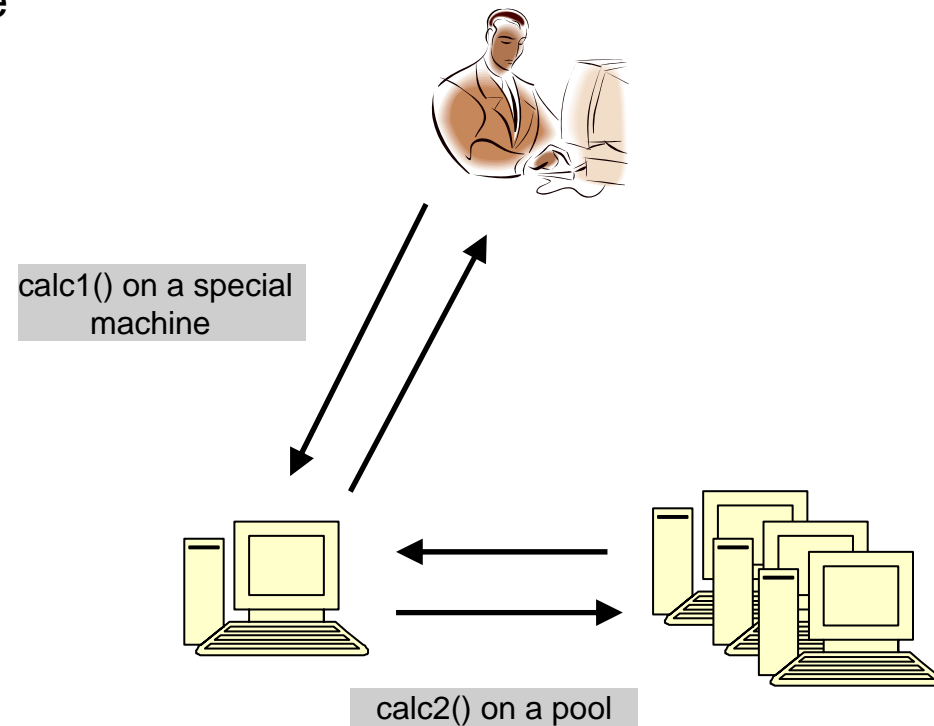 e
calc1() on a special
machine
calc2() on a pool